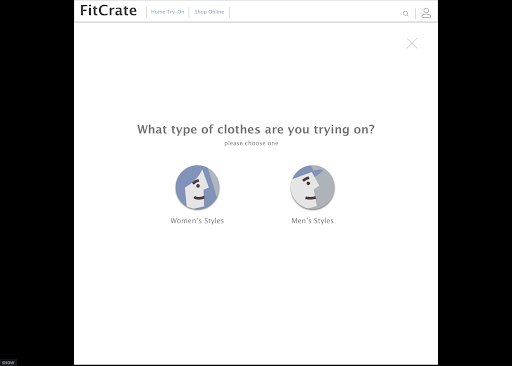 FitCrate
Home Try-On
Shop Online
What type of clothes are you trying on?
please choose one
Women's Styles
Men's Styles
SHOW